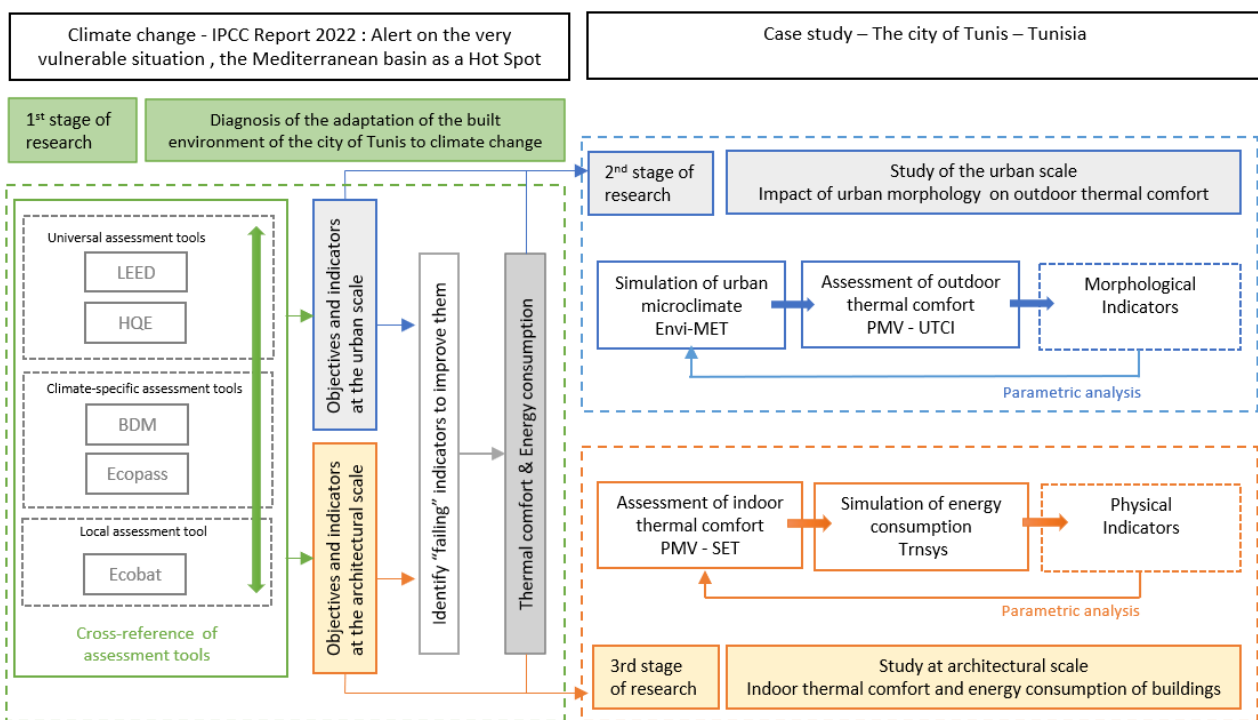 Climate change - IPCC Report 2022 : Alert on the very
vulnerable situation , the Mediterranean basin as a Hot Spot
Case study – The city of Tunis – Tunisia
1st stage of
research
Diagnosis of the adaptation of the built
environment of the city of Tunis to climate change
Universal assessment tools
LEED
HQE
Climate-specific assessment tools
BDM
Ecopass
Local assessment tool
Ecobat
Cross-reference of
assessment tools
Objectives and indicators
at the urban scale
Objectives and indicators
at the architectural scale
Identify “failing” indicators to improve them
Thermal comfort & Energy consumption
2nd stage of
research
Study of the urban scale
Impact of urban morphology on outdoor thermal comfort
Simulation of urban
microclimate
Envi-MET
Assessment of outdoor
thermal comfort
PMV - UTCI
Morphological
Indicators
Parametric analysis
Assessment of indoor
thermal comfort
PMV - SET
Simulation of energy
consumption
Trnsys
Physical
Indicators
Parametric analysis
3rd stage
of research
Study at architectural scale
Indoor thermal comfort and energy consumption of buildings